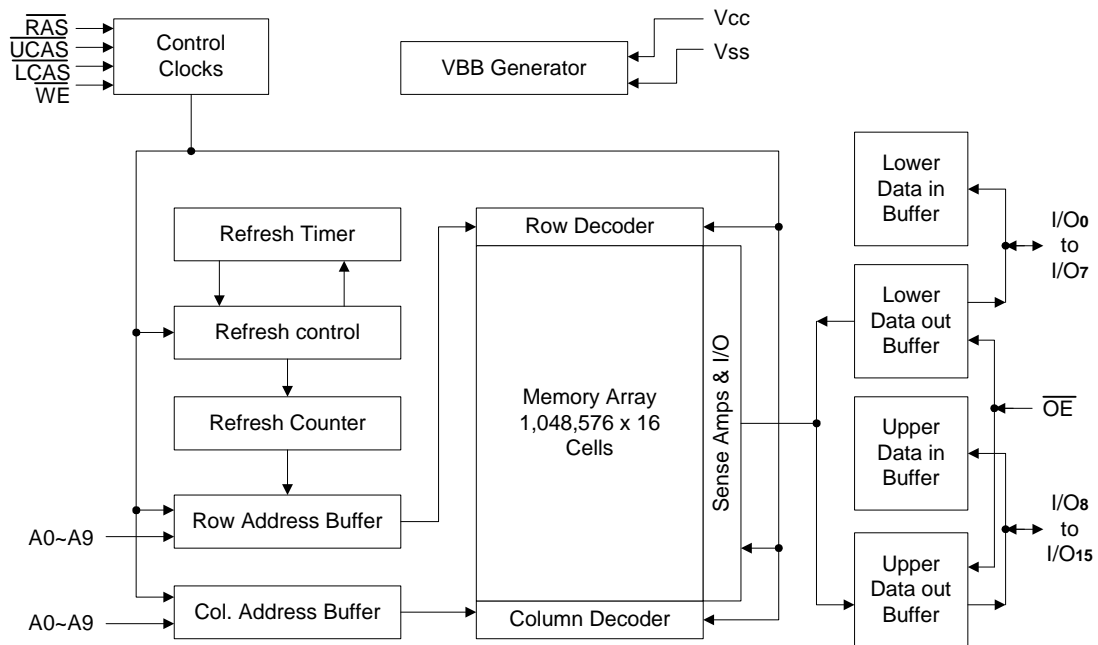 RAS
UCAS
LCAS
WE
Control
Clocks
VBB Generator
Vcc
Vss
Refresh Timer
Refresh control
Refresh Counter
Row Address Buffer
A0~A9
Col. Address Buffer
A0~A9
Row Decoder
Memory Array
1,048,576 x 16
Cells
Sense Amps & I/O
Column Decoder
Lower
Data in
Buffer
I/O0
to
I/O7
Lower
Data out
Buffer
OE
Upper
Data in
Buffer
I/O8
to
I/O15
Upper
Data out
Buffer